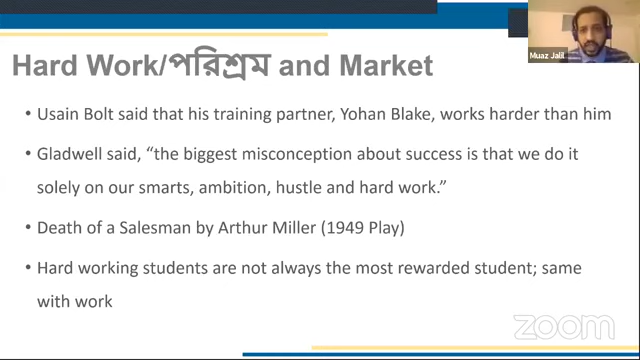 Hard Work/পরিশ্রম and Market
Muaz Jalil
• Usain Bolt said that his training partner, Yohan Blake, works harder than him
• Gladwell said, “the biggest misconception about success is that we do it
solely on our smarts, ambition, hustle and hard work.”
• Death of a Salesman by Arthur Miller (1949 Play)
• Hard working students are not always the most rewarded student; same
with work
zoom